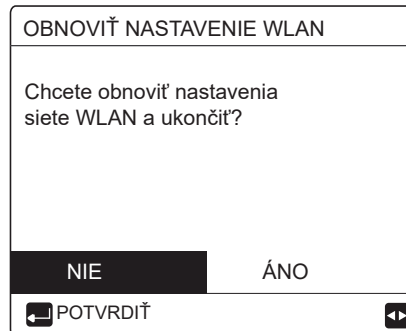 OBNOVIŤ NASTAVENIE WLAN
Chcete obnoviť nastavenia
siete WLAN a ukončiť?
NIE ÁNO
POTVRDIŤ